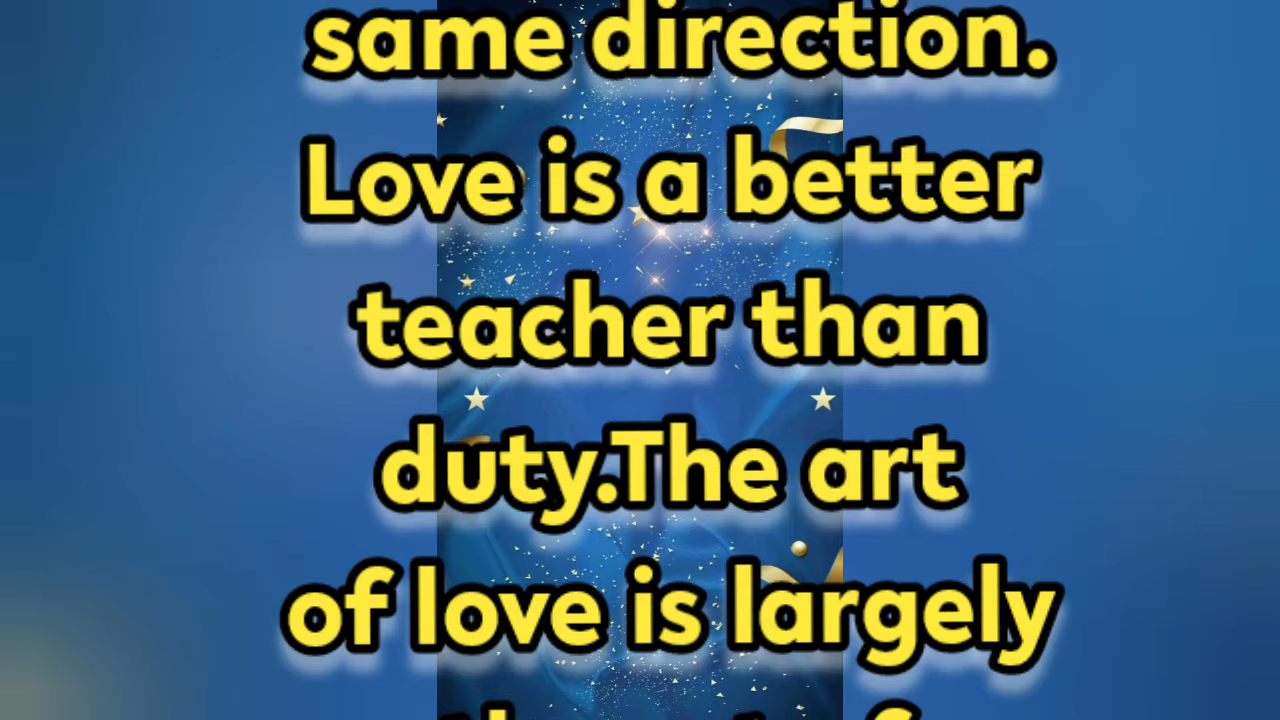 same direction.
Love is a better
teacher than
duty.The art
of love is largely